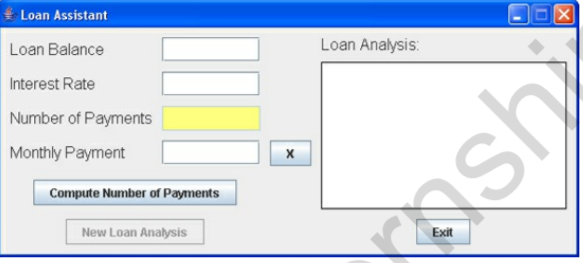 Loan Assistant
Loan Balance
Loan Analysis:
Interest Rate
Number of Payments
Monthly Payment
X
Compute Number of Payments
New Loan Analysis
Exit